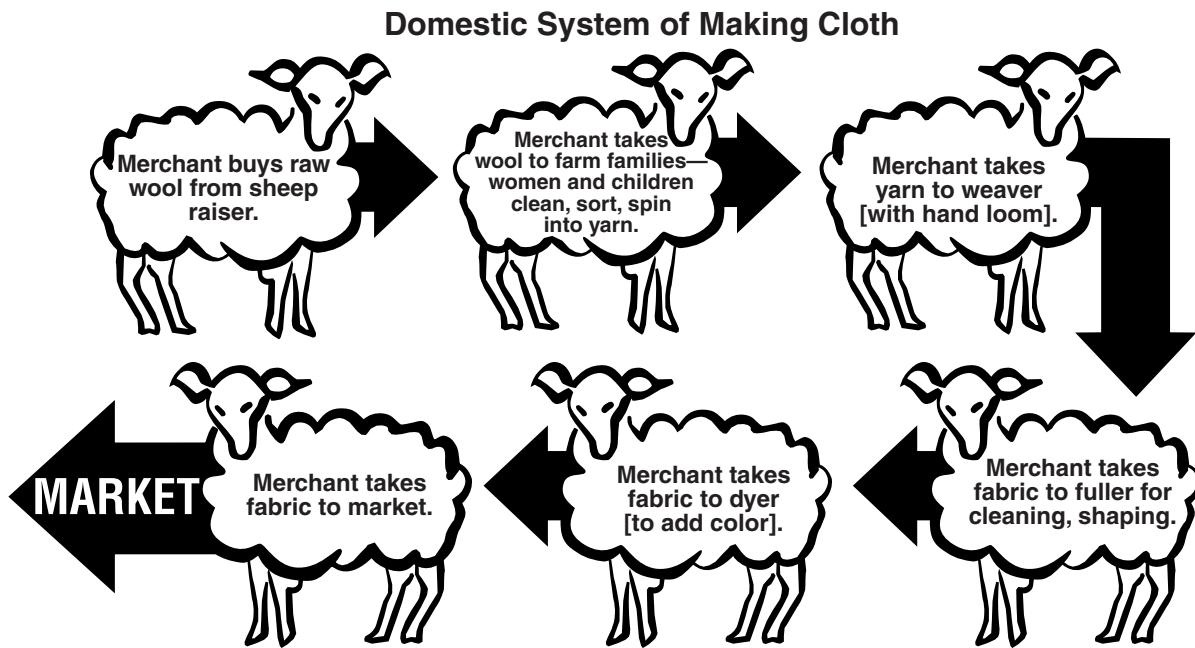 Domestic System of Making Cloth
Merchant buys raw
wool from sheep
raiser.
Merchant takes
wool to farm families—
women and children
clean, sort, spin
into yarn.
Merchant takes
yarn to weaver
[with hand loom].
Merchant takes
fabric to fuller for
cleaning, shaping.
Merchant takes
fabric to dyer
[to add color].
Merchant takes
fabric to market.
MARKET